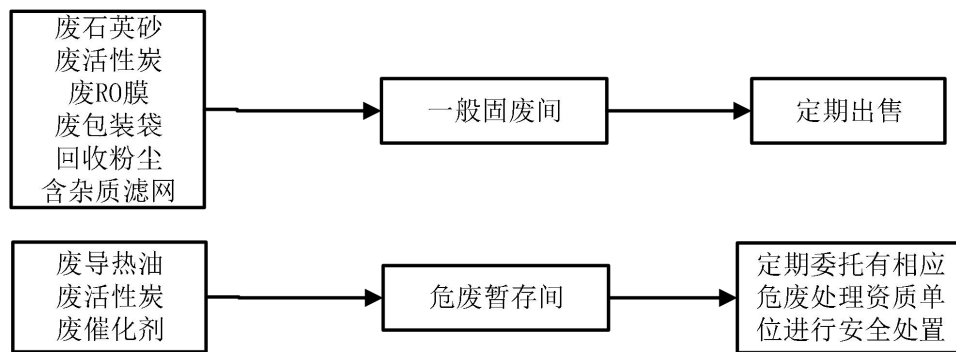 废石英砂
废活性炭
废RO膜
废包装袋
回收粉尘
含杂质滤网
一般固废间
定期出售
废导热油
废活性炭
废催化剂
危废暂存间
定期委托有相应
危废处理资质单
位进行安全处置